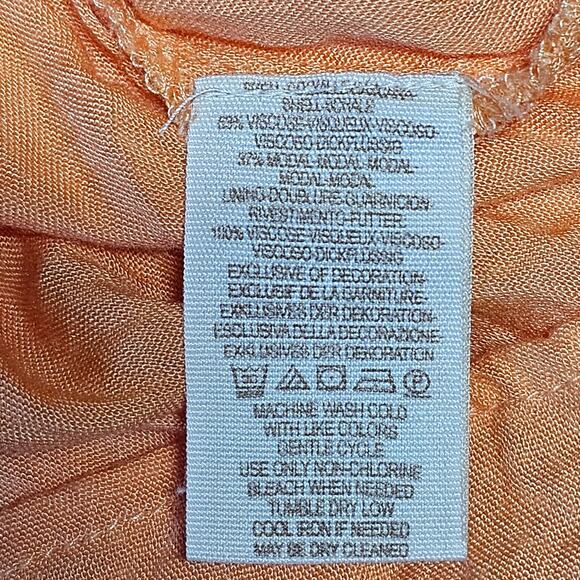 SHELL-SCHALE
63% VISCOSE-VISQUEUX-VISCOSO-
VISCOSO-DICKFLUSSIG
37% MODAL-MODAL-MODAL
MODAL-MODAL
LINING-DOUBLURE-GUARNICION
RIVESTIMENTO-FUTTER
100% VISCOSE-VISQUEUX-VISCOSO-
VISCOSO-DICKFLUSSIG
EXCLUSIVE OF DECORATION-
EXKLUSIF DE LA GARNITURE-
EXKLUSIVES DER DEKORATION-
ESCLUSIVA DELLA DECORAZIONE-
EXKLUSIVES DER DEKORATION
MACHINE WASH COLD
WITH LIKE COLORS
GENTLE CYCLE
USE ONLY NON-CHLORINE
BLEACH WHEN NEEDED
TUMBLE DRY LOW
COOL IRON IF NEEDED
MAY BE DRY CLEANED